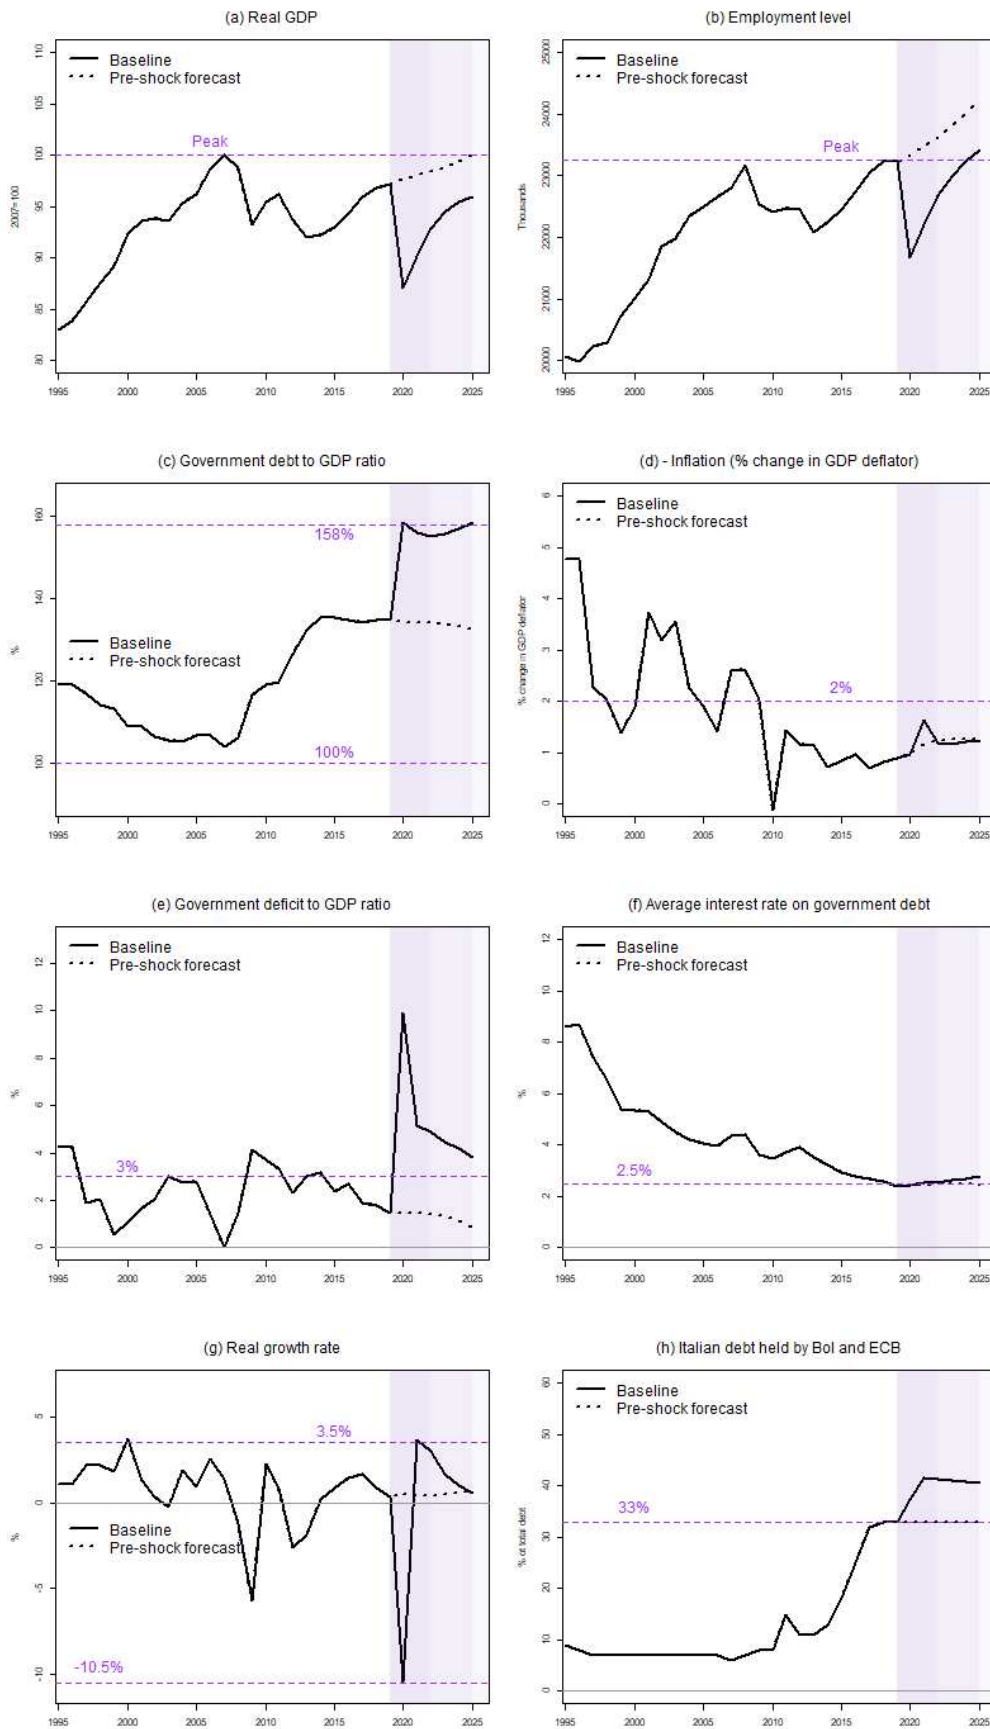 (a) Real GDP
Baseline
Pre-shock forecast
Peak
2007=100
110
105
100
95
90
85
80
1995 2000 2005 2010 2015 2020 2025
(b) Employment level
Baseline
Pre-shock forecast
Peak
Thousands
25000
24000
23000
22000
21000
20000
1995 2000 2005 2010 2015 2020 2025
(c) Government debt to GDP ratio
158%
Baseline
Pre-shock forecast
100%
%
160
140
120
100
1995 2000 2005 2010 2015 2020 2025
(d) - Inflation (% change in GDP deflator)
Baseline
Pre-shock forecast
2%
% change in GDP deflator
6
5
4
3
2
1
0
1995 2000 2005 2010 2015 2020 2025
(e) Government deficit to GDP ratio
Baseline
Pre-shock forecast
3%
%
12
10
8
6
4
2
0
1995 2000 2005 2010 2015 2020 2025
(f) Average interest rate on government debt
Baseline
Pre-shock forecast
2.5%
%
12
10
8
6
4
2
0
1995 2000 2005 2010 2015 2020 2025
(g) Real growth rate
3.5%
Baseline
Pre-shock forecast
-10.5%
%
5
0
-5
-10
1995 2000 2005 2010 2015 2020 2025
(h) Italian debt held by BoI and ECB
Baseline
Pre-shock forecast
33%
% of total debt
60
50
40
30
20
10
0
1995 2000 2005 2010 2015 2020 2025